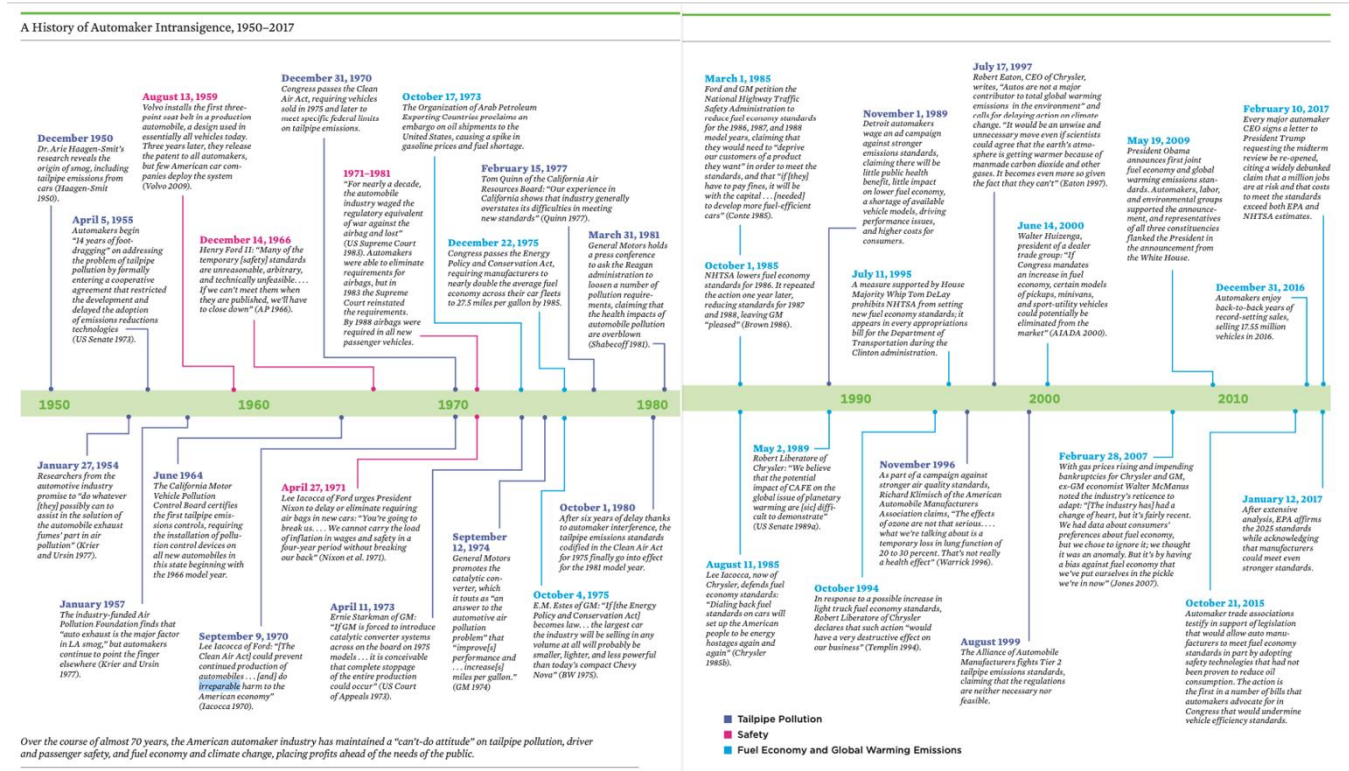 A History of Automaker Intransigence, 1950–2017
December 31, 1970
Congress passes the Clean
Air Act, requiring vehicles
sold in 1975 and later to
meet specific federal limits
on tailpipe emissions.
August 13, 1959
Volvo installs the first three-
point seat belt in a production
automobile, a design used in
essentially all vehicles today.
Three years later, they release
the patent to all automakers,
but few American car com-
panies deploy the system
(Volvo 2009).
October 17, 1973
The Organization of Arab Petroleum
Exporting Countries proclaims an
embargo on oil shipments to the
United States, causing a spike in
gasoline prices and fuel shortage.
December 1950
Dr. Arie Haagen-Smit's
research reveals the
origin of smog, including
tailpipe emissions from
cars (Haagen-Smit
1950).
February 15, 1977
Tom Quinn of the California Air
Resources Board: “Our experience in
California shows that industry generally
overstates its difficulties in meeting
new standards” (Quinn 1977).
1971–1981
“For nearly a decade,
the automobile
industry waged the
regulatory equivalent
of war against the
airbag and lost”
(US Supreme Court
1983). Automakers
were able to eliminate
requirements for
airbags, but in
1983 the Supreme
Court reinstated
the requirements.
By 1988 airbags were
required in all new
passenger vehicles.
April 5, 1955
Automakers begin
“14 years of foot-
dragging” on addressing
the problem of tailpipe
pollution by formally
entering a cooperative
agreement that restricted
the development and
delayed the adoption
of emissions reductions
technologies
(US Senate 1973).
December 14, 1966
Henry Ford II: “Many of the
temporary [safety] standards
are unreasonable, arbitrary,
and technically unfeasible. . . .
If we can't meet them when
they are published, we'll have
to close down” (AP 1966).
December 22, 1975
Congress passes the Energy
Policy and Conservation Act,
requiring manufacturers to
nearly double the average fuel
economy across their car fleets
to 27.5 miles per gallon by 1985.
March 31, 1981
General Motors holds
a press conference
to ask the Reagan
administration to
loosen a number of
pollution require-
ments, claiming that
the health impacts of
automobile pollution
are overblown
(Shabecoff 1981).
1950 1960 1970 1980
January 27, 1954
Researchers from the
automotive industry
promise to “do whatever
[they] possibly can to
assist in the solution of
the automobile exhaust
fumes' part in air
pollution” (Krier
and Ursin 1977).
June 1964
The California Motor
Vehicle Pollution
Control Board certifies
the first tailpipe emis-
sions controls, requiring
the installation of pollu-
tion control devices on
all new automobiles in
this state beginning with
the 1966 model year.
April 27, 1971
Lee Iacocca of Ford urges President
Nixon to delay or eliminate requiring
air bags in new cars: “You're going to
break us. . . . We cannot carry the load
of inflation in wages and safety in a
four-year period without breaking
our back” (Nixon et al. 1971).
October 1, 1980
After six years of delay thanks
to automaker interference, the
tailpipe emissions standards
codified in the Clean Air Act
for 1975 finally go into effect
for the 1981 model year.
September
12, 1974
General Motors
promotes the
catalytic con-
verter, which
it touts as “an
answer to the
automotive air
pollution
problem” that
“improve[s]
performance and
. . . increase[s]
miles per gallon.”
(GM 1974)
January 1957
The industry-funded Air
Pollution Foundation finds that
“auto exhaust is the major factor
in LA smog,” but automakers
continue to point the finger
elsewhere (Krier and Ursin
1977).
September 9, 1970
Lee Iacocca of Ford: “[The
Clean Air Act] could prevent
continued production of
automobiles . . . [and] do
irreparable harm to the
American economy”
(Iacocca 1970).
April 11, 1973
Ernie Starkman of GM:
“If GM is forced to introduce
catalytic converter systems
across on the board on 1975
models . . . it is conceivable
that complete stoppage
of the entire production
could occur” (US Court
of Appeals 1973).
October 4, 1975
E.M. Estes of GM: “If [the Energy
Policy and Conservation Act]
becomes law. . . the largest car
the industry will be selling in any
volume at all will probably be
smaller, lighter, and less powerful
than today's compact Chevy
Nova” (BW 1975).
Over the course of almost 70 years, the American automaker industry has maintained a “can't-do attitude” on tailpipe pollution, driver
and passenger safety, and fuel economy and climate change, placing profits ahead of the needs of the public.
March 1, 1985
Ford and GM petition the
National Highway Traffic
Safety Administration to
reduce fuel economy standards
for the 1986, 1987, and 1988
model years, claiming that
they would need to “deprive
our customers of a product
they want” in order to meet the
standards, and that “if [they]
have to pay fines, it will be
with the capital . . . [needed]
to develop more fuel-efficient
cars” (Conte 1985).
November 1, 1989
Detroit automakers
wage an ad campaign
against stronger
emissions standards,
claiming there will be
little public health
benefit, little impact
on lower fuel economy,
a shortage of available
vehicle models, driving
performance issues,
and higher costs for
consumers.
July 17, 1997
Robert Eaton, CEO of Chrysler,
writes, “Autos are not a major
contributor to total global warming
emissions in the environment” and
calls for delaying action on climate
change. “It would be an unwise and
unnecessary move even if scientists
could agree that the earth's atmo-
sphere is getting warmer because of
manmade carbon dioxide and other
gases. It becomes even more so given
the fact that they can't” (Eaton 1997).
May 19, 2009
President Obama
announces first joint
fuel economy and global
warming emissions stan-
dards. Automakers, labor,
and environmental groups
supported the announce-
ment, and representatives
of all three constituencies
flanked the President in
the announcement from
the White House.
February 10, 2017
Every major automaker
CEO signs a letter to
President Trump
requesting the midterm
review be re-opened,
citing a widely debunked
claim that a million jobs
are at risk and that costs
to meet the standards
exceed both EPA and
NHTSA estimates.
October 1, 1985
NHTSA lowers fuel economy
standards for 1986. It repeated
the action one year later,
reducing standards for 1987
and 1988, leaving GM
“pleased” (Brown 1986).
July 11, 1995
A measure supported by House
Majority Whip Tom DeLay
prohibits NHTSA from setting
new fuel economy standards; it
appears in every appropriations
bill for the Department of
Transportation during the
Clinton administration.
June 14, 2000
Walter Huizenga,
president of a dealer
trade group: “If
Congress mandates
an increase in fuel
economy, certain models
of pickups, minivans,
and sport-utility vehicles
could potentially be
eliminated from the
market” (AIADA 2000).
December 31, 2016
Automakers enjoy
back-to-back years of
record-setting sales,
selling 17.55 million
vehicles in 2016.
1990 2000 2010
May 2, 1989
Robert Liberatore of
Chrysler: “We believe
that the potential
impact of CAFE on the
global issue of planetary
warming are [sic] diffi-
cult to demonstrate”
(US Senate 1989a).
November 1996
As part of a campaign against
stronger air quality standards,
Richard Klimisch of the American
Automobile Manufacturers
Association claims, “The effects
of ozone are not that serious. . . .
what we're talking about is a
temporary loss in lung function of
20 to 30 percent. That's not really
a health effect” (Warrick 1996).
February 28, 2007
With gas prices rising and impending
bankruptcies for Chrysler and GM,
ex-GM economist Walter McManus
noted the industry's reticence to
adapt: “[The industry has] had a
change of heart, but it's fairly recent.
We had data about consumers'
preferences about fuel economy,
but we chose to ignore it; we thought
it was an anomaly. But it's by having
a bias against fuel economy that
we've put ourselves in the pickle
we're in now” (Jones 2007).
January 12, 2017
After extensive
analysis, EPA affirms
the 2025 standards
while acknowledging
that manufacturers
could meet even
stronger standards.
August 11, 1985
Lee Iacocca, now of
Chrysler, defends fuel
economy standards:
“Dialing back fuel
standards on cars will
set up the American
people to be energy
hostages again and
again” (Chrysler
1985b).
October 1994
In response to a possible increase in
light truck fuel economy standards,
Robert Liberatore of Chrysler
declares that such action “would
have a very destructive effect on
our business” (Templin 1994).
August 1999
The Alliance of Automobile
Manufacturers fights Tier 2
tailpipe emissions standards,
claiming that the regulations
are neither necessary nor
feasible.
October 21, 2015
Automaker trade associations
testify in support of legislation
that would allow auto manu-
facturers to meet fuel economy
standards in part by adopting
safety technologies that had not
been proven to reduce oil
consumption. The action is
the first in a number of bills that
automakers advocate for in
Congress that would undermine
vehicle efficiency standards.
Tailpipe Pollution
Safety
Fuel Economy and Global Warming Emissions